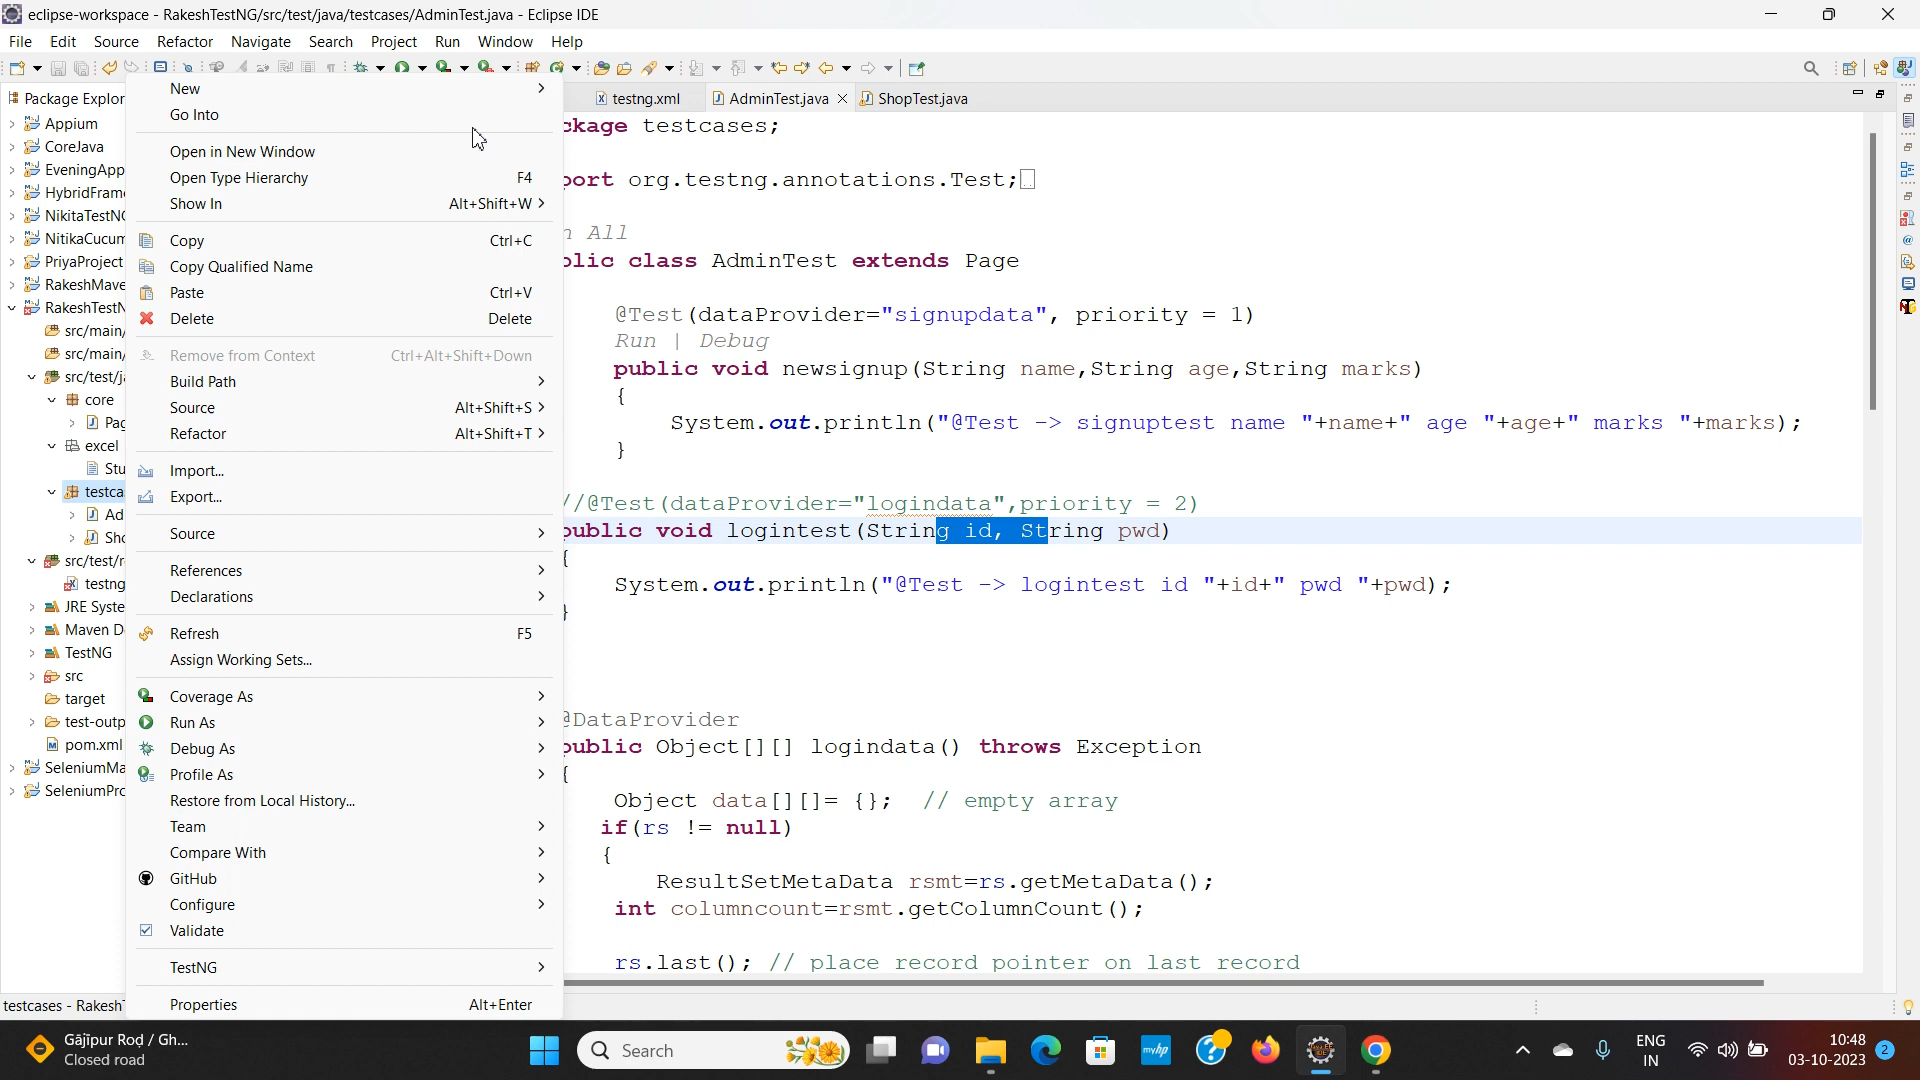 eclipse-workspace - RakeshTestNG/src/test/java/testcases/AdminTest.java - Eclipse IDE
File Edit Source Refactor Navigate Search Project Run Window Help
Package Explor
Appium
CoreJava
EveningApp
HybridFram
NikitaTestNG
NitikaCucum
PriyaProject
RakeshMave
RakeshTestN
src/main/
src/main/
src/test/ja
core
Pag
excel
Stu
testca
Ad
Sho
src/test/r
testng
JRE Syste
Maven D
TestNG
src
target
test-outp
pom.xml
SeleniumMa
SeleniumPro
New
Go Into
Open in New Window
Open Type Hierarchy F4
Show In Alt+Shift+W
Copy Ctrl+C
Copy Qualified Name
Paste Ctrl+V
Delete Delete
Remove from Context Ctrl+Alt+Shift+Down
Build Path
Source Alt+Shift+S
Refactor Alt+Shift+T
Import...
Export...
Source
References
Declarations
Refresh F5
Assign Working Sets...
Coverage As
Run As
Debug As
Profile As
Restore from Local History...
Team
Compare With
GitHub
Configure
Validate
TestNG
Properties Alt+Enter
testng.xml AdminTest.java ShopTest.java
ckage testcases;
port org.testng.annotations.Test;
n All
blic class AdminTest extends Page
@Test(dataProvider="signupdata", priority = 1)
Run | Debug
public void newsignup(String name,String age,String marks)
{
System.out.println("@Test -> signuptest name "+name+" age "+age+" marks "+marks);
}
//@Test(dataProvider="logindata",priority = 2)
public void logintest(String id, String pwd)
{
System.out.println("@Test -> logintest id "+id+" pwd "+pwd);
}
@DataProvider
public Object[][] logindata() throws Exception
{
Object data[][]= {};  // empty array
if(rs != null)
{
ResultSetMetaData rsmt=rs.getMetaData();
int columncount=rsmt.getColumnCount();
rs.last(); // place record pointer on last record
testcases - RakeshT
Gājīpur Roḍ / Gh...
Closed road
Search
myhp
ENG
IN
10:48
03-10-2023
2